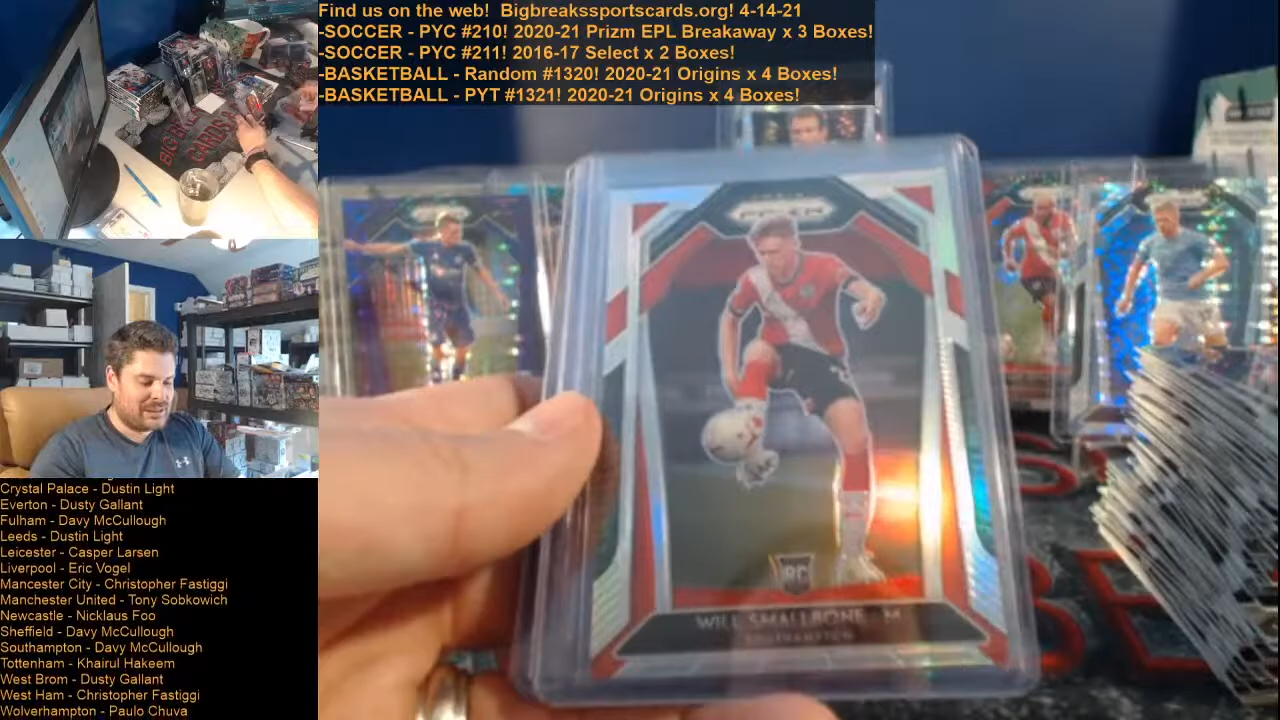 Find us on the web! Bigbreakssportscards.org! 4-14-21
-SOCCER - PYC #210! 2020-21 Prizm EPL Breakaway x 3 Boxes!
-SOCCER - PYC #211! 2016-17 Select x 2 Boxes!
-BASKETBALL - Random #1320! 2020-21 Origins x 4 Boxes!
-BASKETBALL - PYT #1321! 2020-21 Origins x 4 Boxes!
BIG BR
CARDS
PRIZM
RC
WILL SMALLBONE - M
SOUTHAMPTON
Crystal Palace - Dustin Light
Everton - Dusty Gallant
Fulham - Davy McCullough
Leeds - Dustin Light
Leicester - Casper Larsen
Liverpool - Eric Vogel
Mancester City - Christopher Fastiggi
Manchester United - Tony Sobkowich
Newcastle - Nicklaus Foo
Sheffield - Davy McCullough
Southampton - Davy McCullough
Tottenham - Khairul Hakeem
West Brom - Dusty Gallant
West Ham - Christopher Fastiggi
Wolverhampton - Paulo Chuva